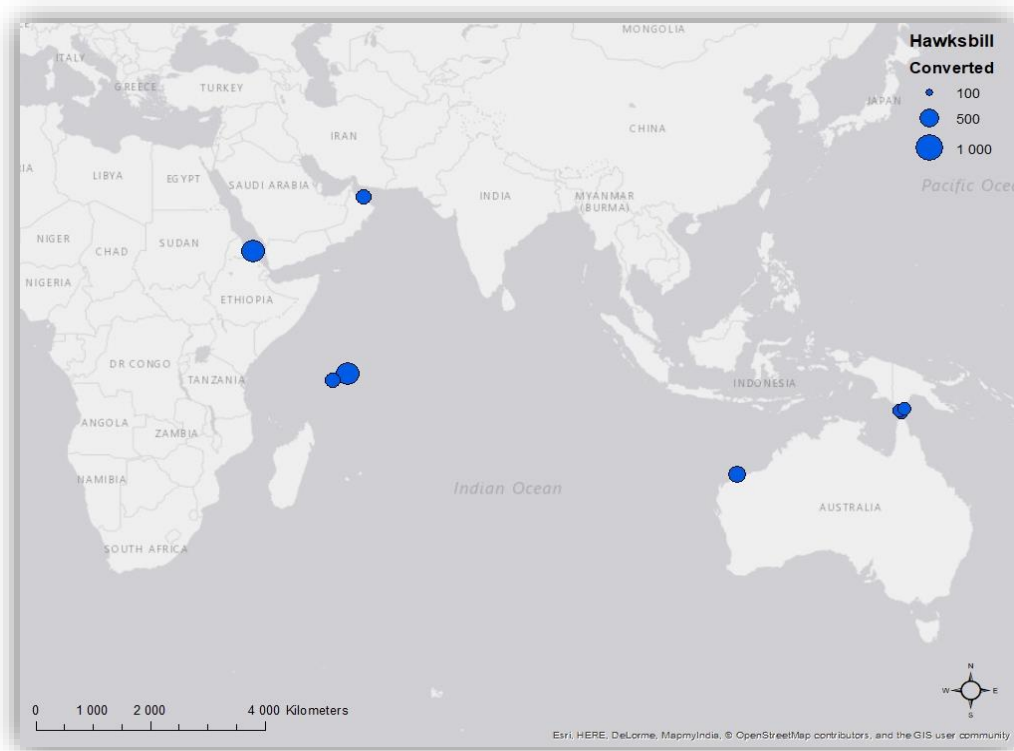 MONGOLIA
Hawksbill
Converted
100
500
1 000
ITALY
GREECE
TURKEY
JAPAN
CHINA
IRAN
LIBYA
EGYPT
SAUDI ARABIA
INDIA
MYANMAR
(BURMA)
Pacific Ocea
NIGER
CHAD
SUDAN
NIGERIA
ETHIOPIA
DR CONGO
TANZANIA
INDONESIA
ANGOLA
ZAMBIA
NAMIBIA
Indian Ocean
AUSTRALIA
SOUTH AFRICA
N
W
E
S
0 1 000 2 000 4 000 Kilometers
Esri, HERE, DeLorme, MapmyIndia, © OpenStreetMap contributors, and the GIS user community